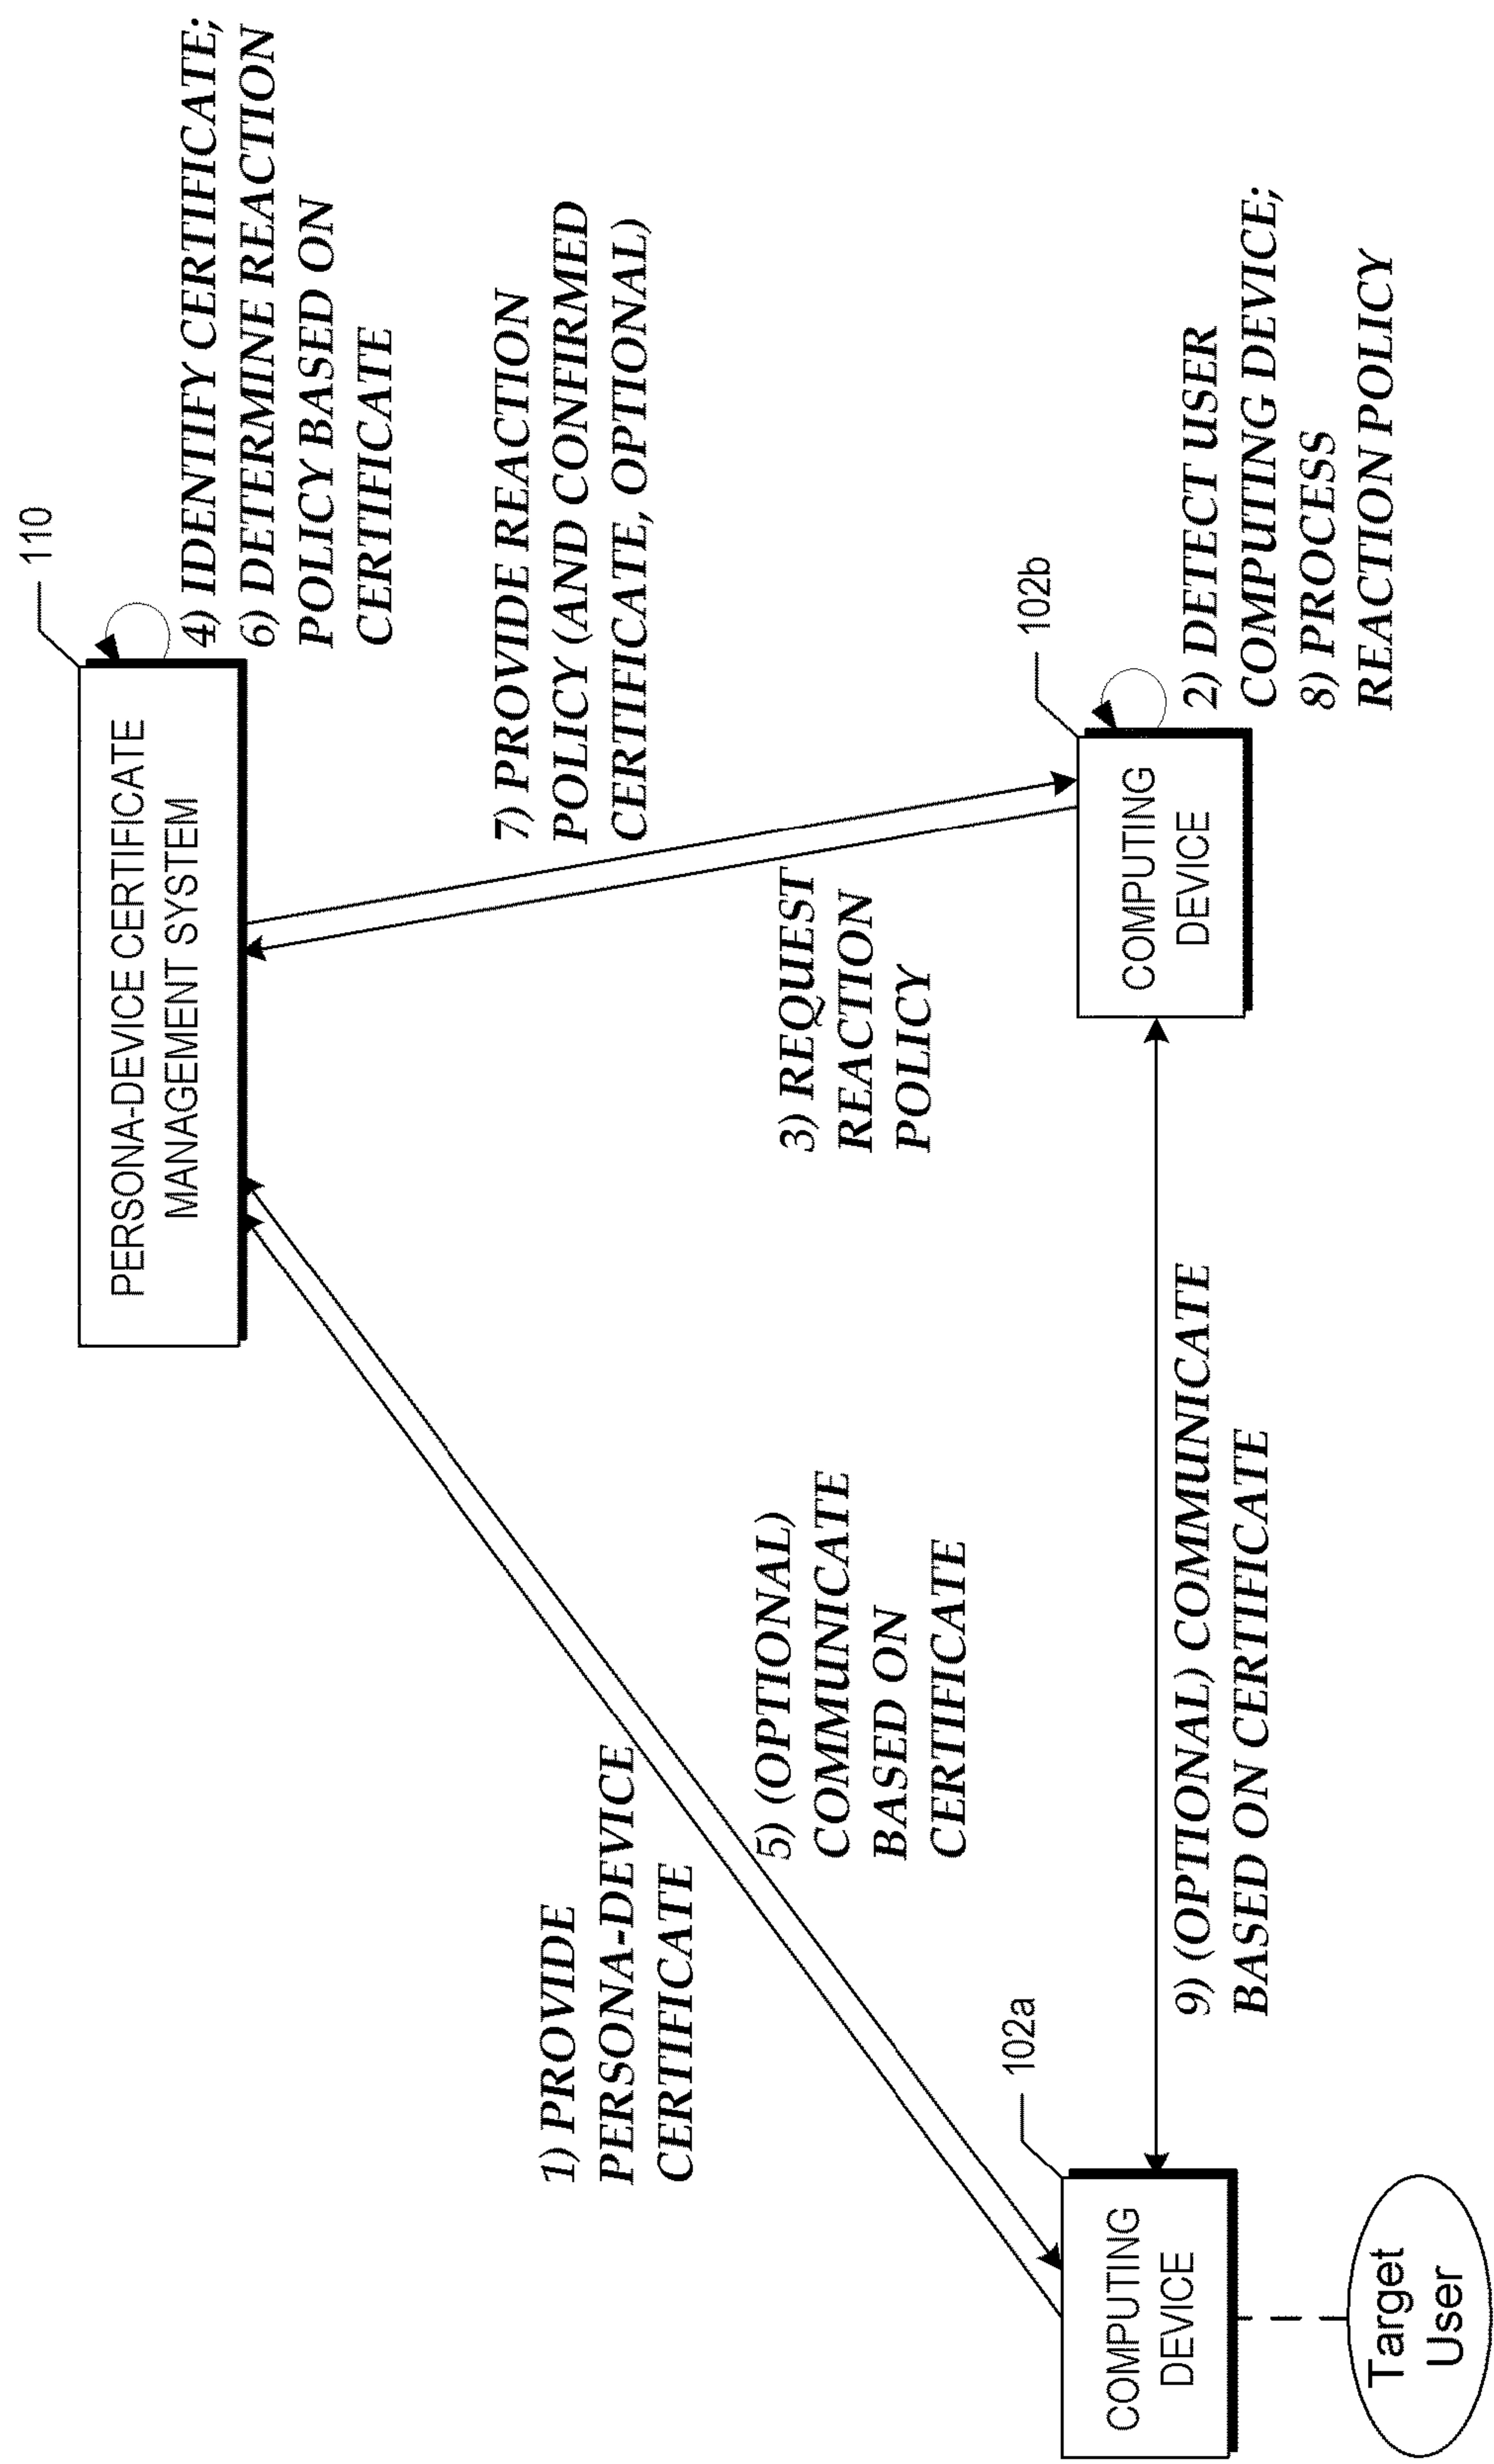 110
PERSONA-DEVICE CERTIFICATE
MANAGEMENT SYSTEM
4) IDENTIFY CERTIFICATE;
6) DETERMINE REACTION
POLICY BASED ON
CERTIFICATE
1) PROVIDE
PERSONA-DEVICE
CERTIFICATE
7) PROVIDE REACTION
POLICY (AND CONFIRMED
CERTIFICATE, OPTIONAL)
5) (OPTIONAL)
COMMUNICATE
BASED ON
CERTIFICATE
3) REQUEST
REACTION
POLICY
102a
COMPUTING
DEVICE
102b
COMPUTING
DEVICE
2) DETECT USER
COMPUTING DEVICE;
8) PROCESS
REACTION POLICY
9) (OPTIONAL) COMMUNICATE
BASED ON CERTIFICATE
Target
User